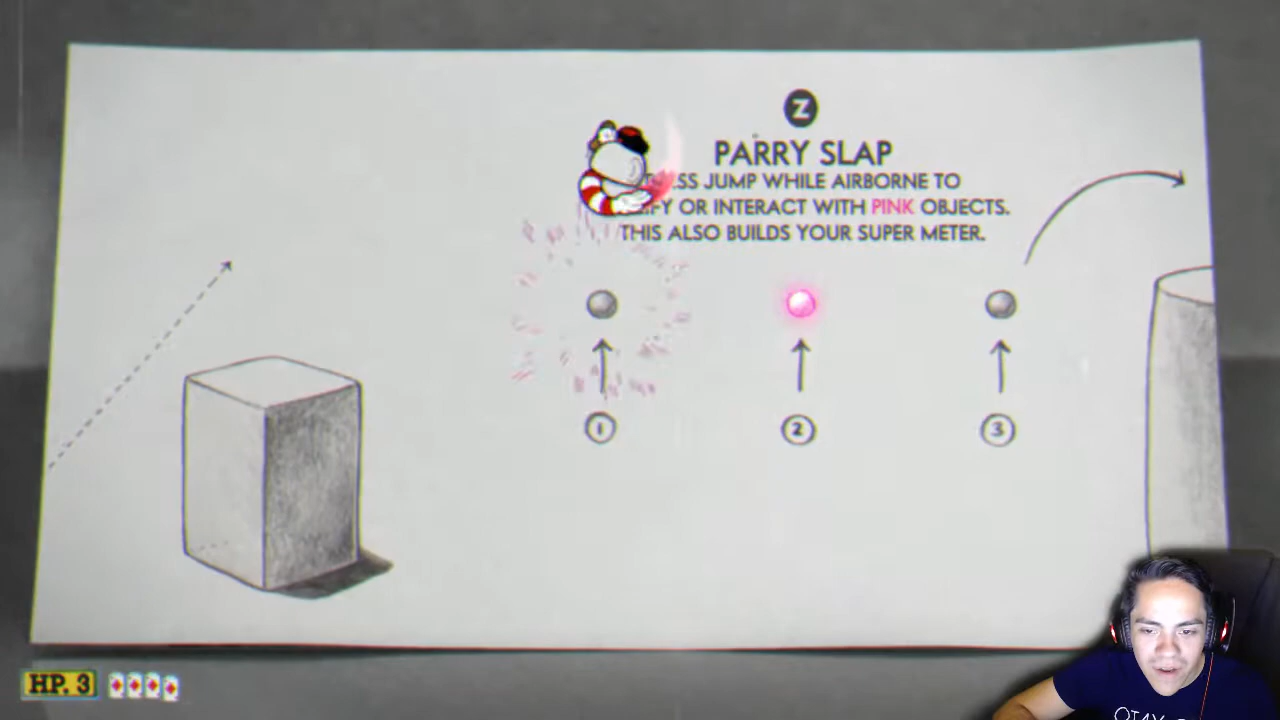 Z
PARRY SLAP
JUMP WHILE AIRBORNE TO
OR INTERACT WITH PINK OBJECTS.
THIS ALSO BUILDS YOUR SUPER METER.
1 2 3
HP. 3